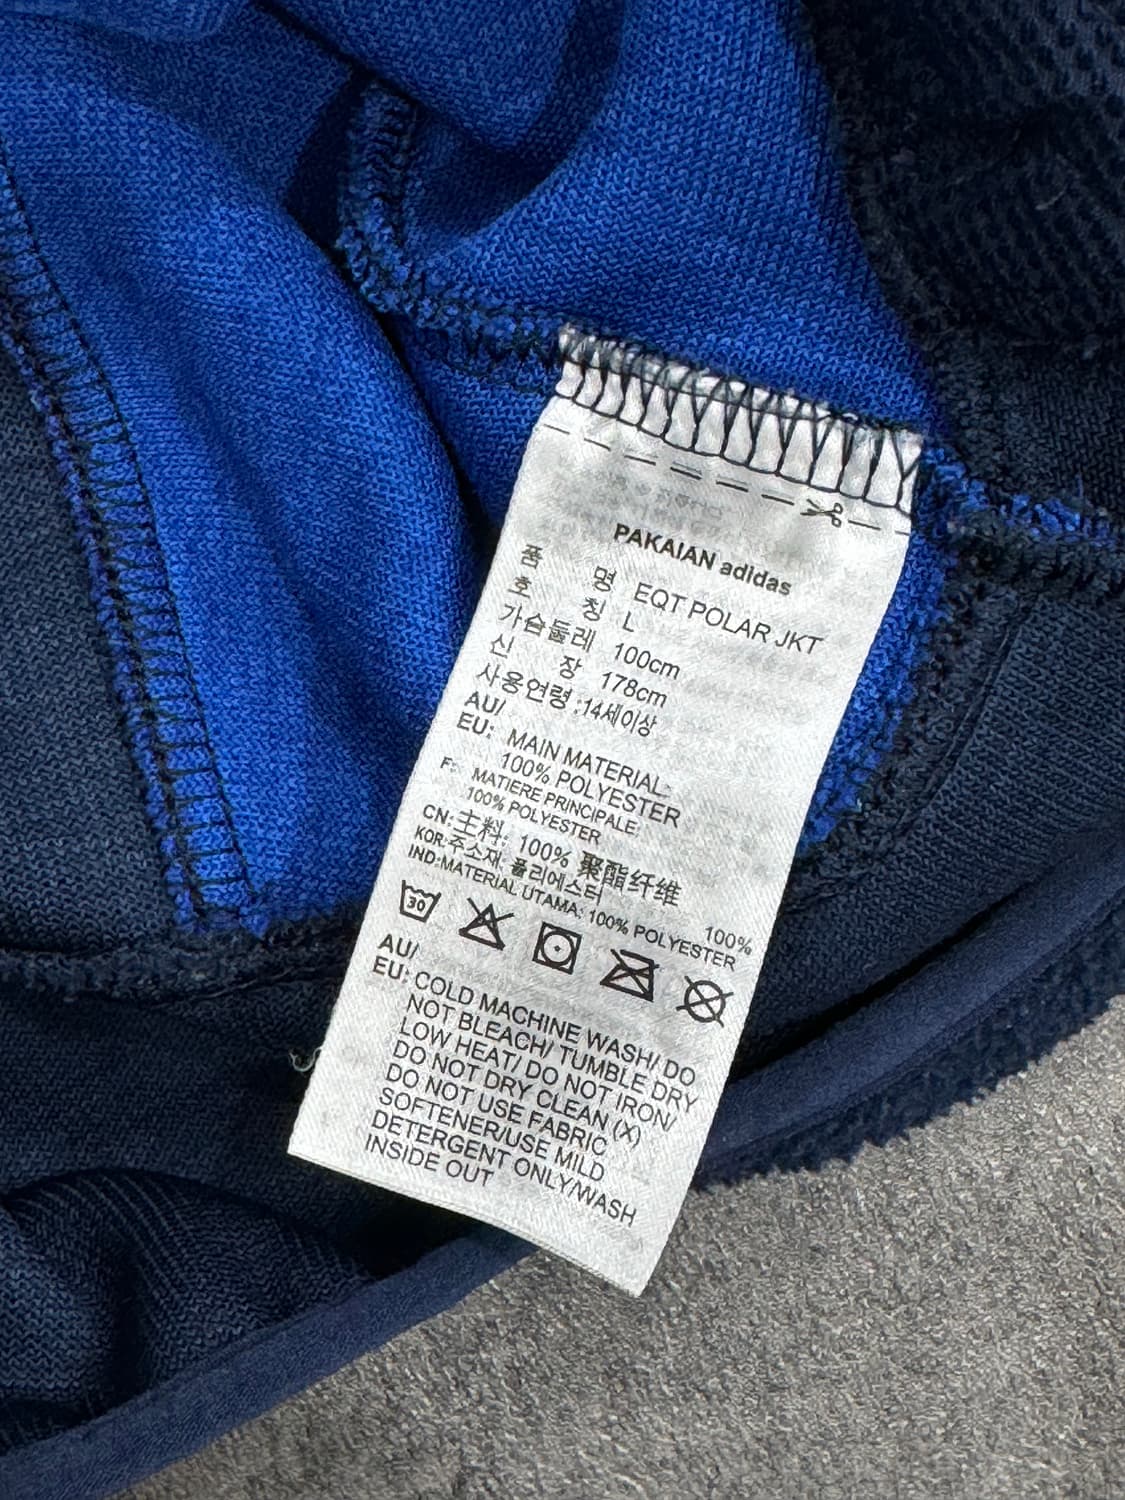 PAKAIAN adidas
품 명 EQT POLAR JKT
호 칭 L
가슴둘레 100cm
신 장 178cm
사용연령 :14세이상
AU/
EU: MAIN MATERIAL:
100% POLYESTER
F: MATIERE PRINCIPALE:
100% POLYESTER
CN: 主料: 100% 聚酯纤维
KOR:주소재: 폴리에스터 100%
IND:MATERIAL UTAMA: 100% POLYESTER
30
AU/
EU: COLD MACHINE WASH/ DO
NOT BLEACH/ TUMBLE DRY
LOW HEAT/ DO NOT IRON/
DO NOT DRY CLEAN (X)
DO NOT USE FABRIC
SOFTENER/USE MILD
DETERGENT ONLY/WASH
INSIDE OUT